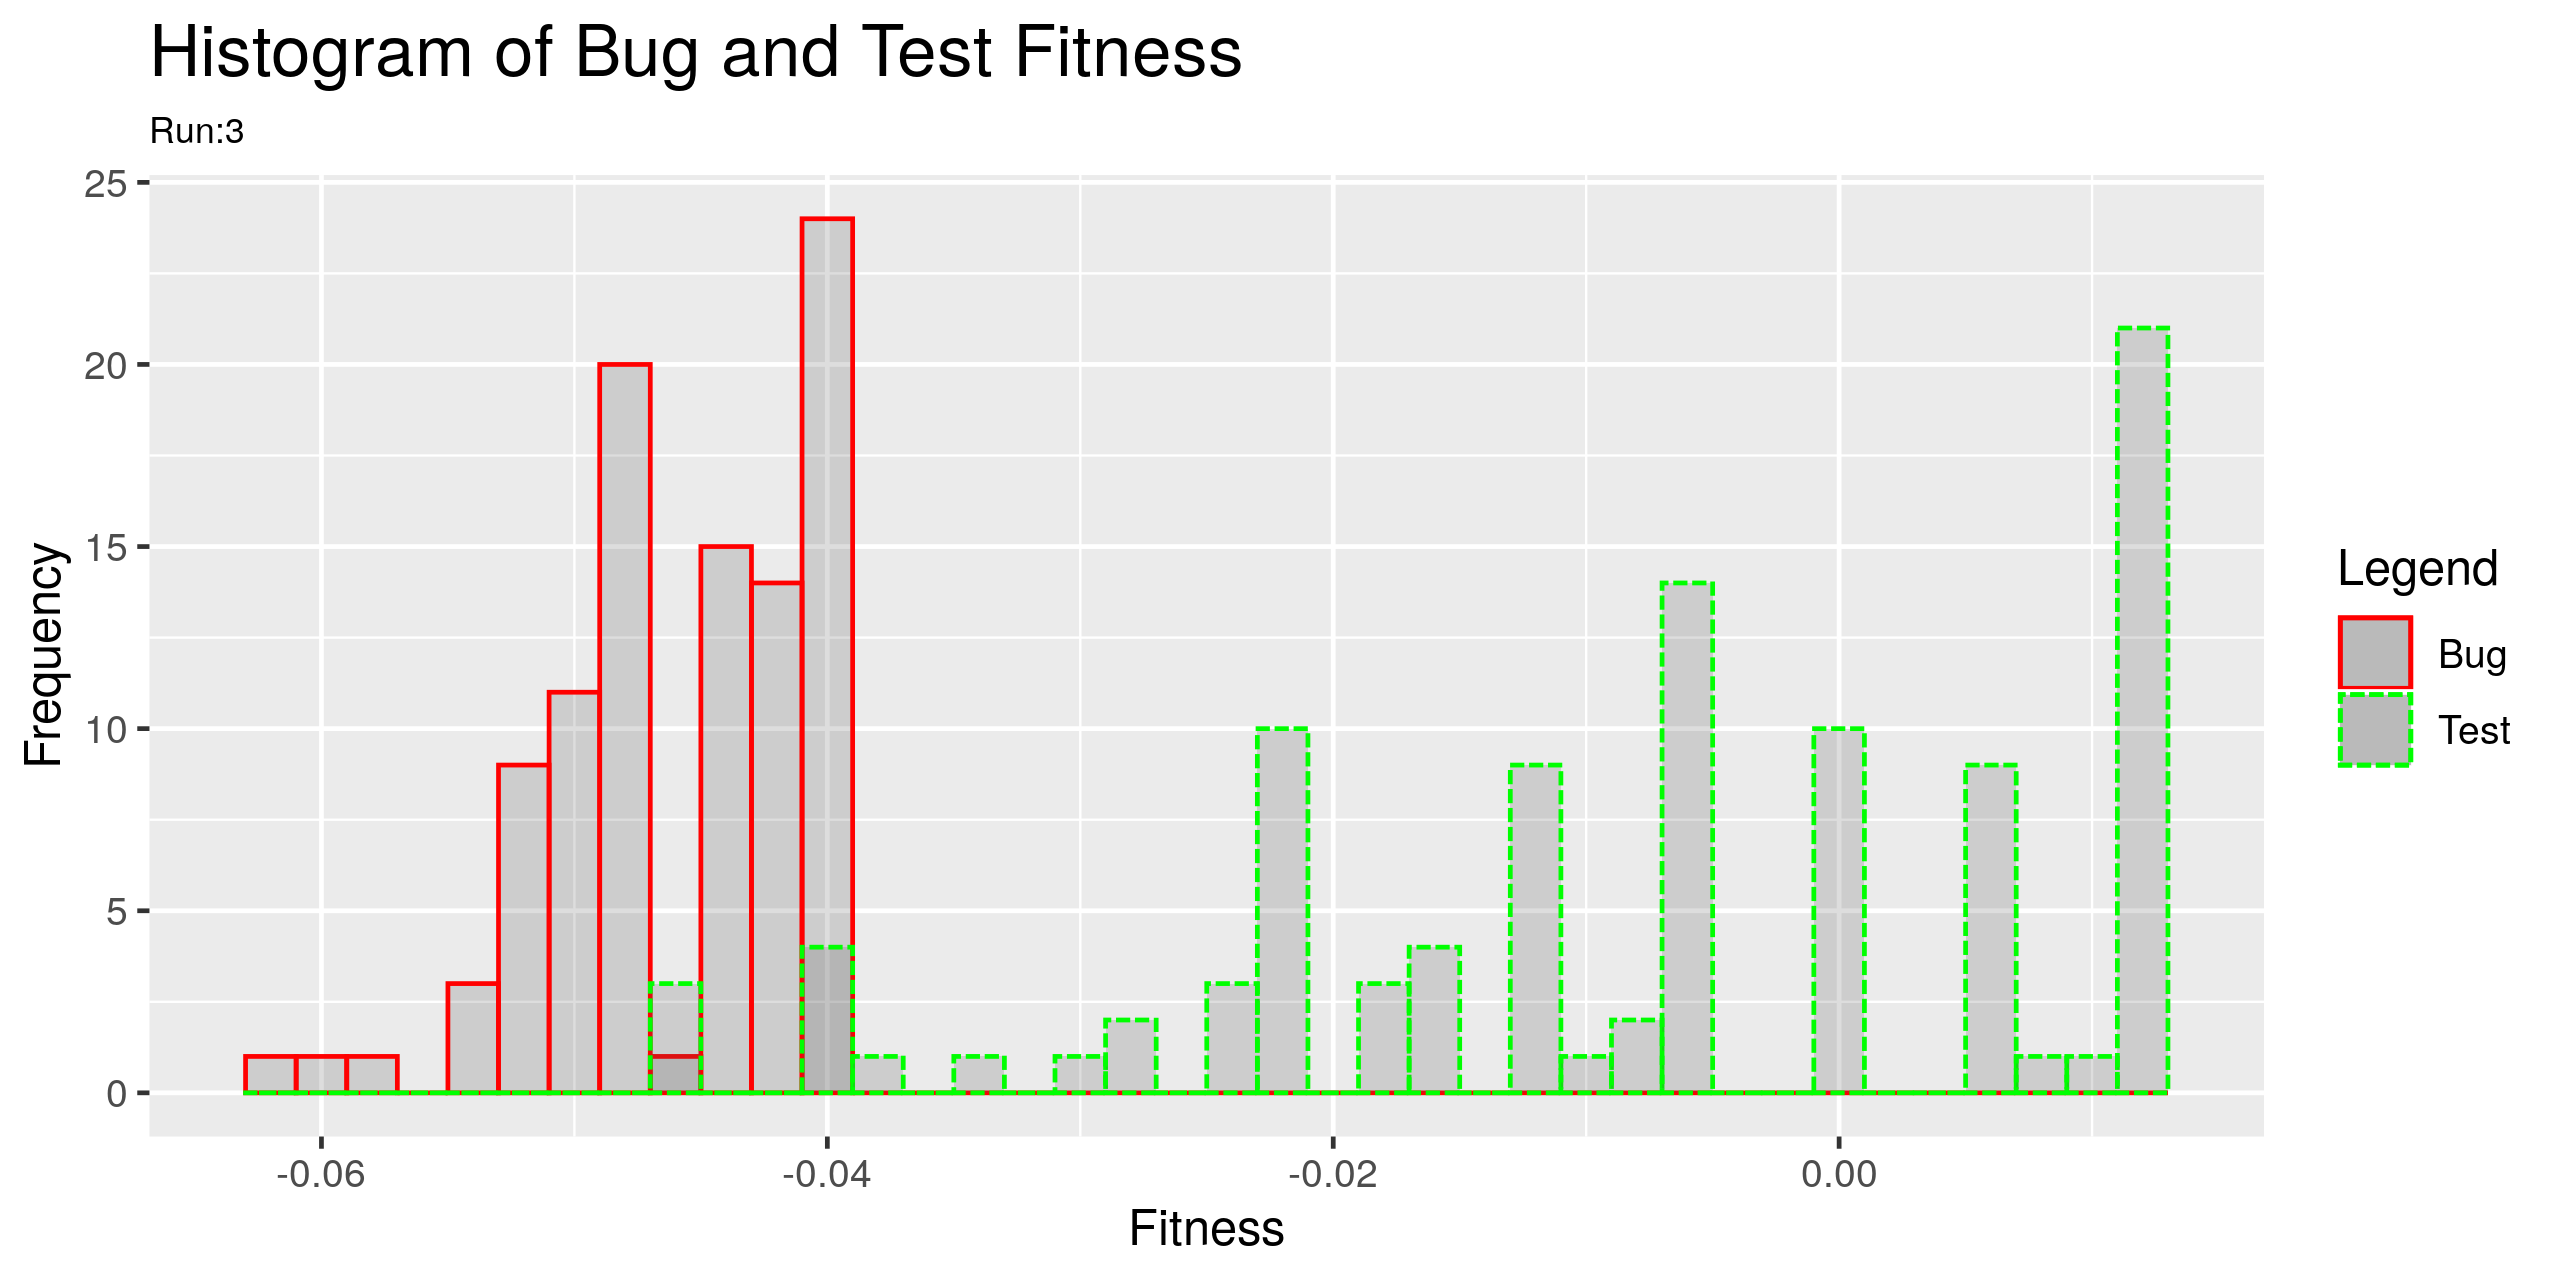 Histogram of Bug and Test Fitness
Run:3
25
20
15
10
5
0
Frequency
-0.06
-0.04
-0.02
0.00
Fitness
Legend
Bug
Test